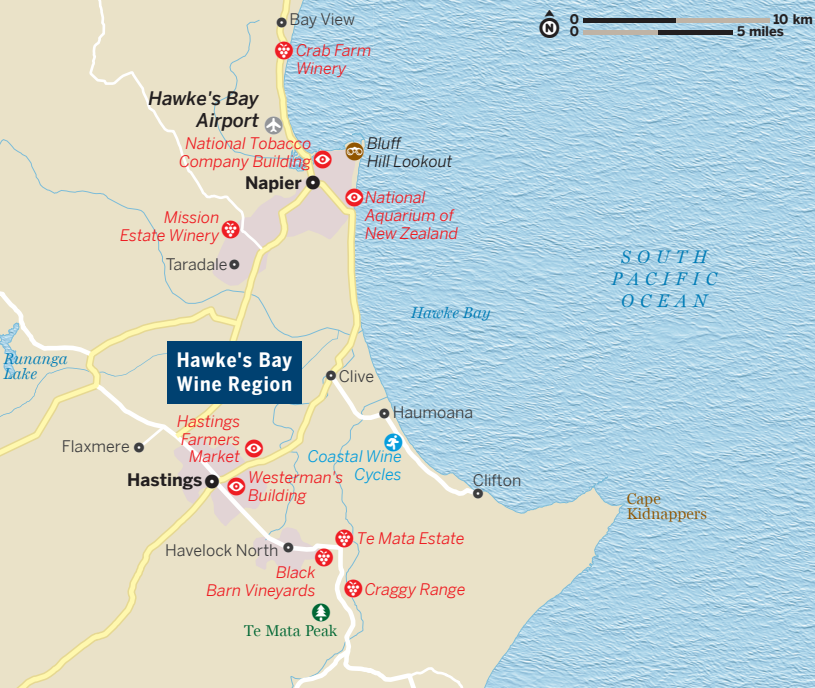 Bay View
0 10 km
N
0 5 miles
Crab Farm
Winery
Hawke's Bay
Airport
National Tobacco
Company Building
Bluff
Hill Lookout
Napier
National
Aquarium of
New Zealand
Mission
Estate Winery
Taradale
SOUTH
PACIFIC
OCEAN
Hawke Bay
Runanga
Lake
Hawke's Bay
Wine Region
Clive
Haumoana
Hastings
Farmers
Market
Flaxmere
Coastal Wine
Cycles
Hastings
Westerman's
Building
Clifton
Cape
Kidnappers
Te Mata Estate
Havelock North
Black
Barn Vineyards
Craggy Range
Te Mata Peak